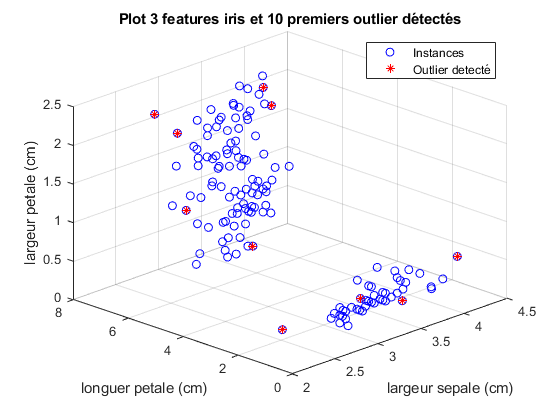 Plot 3 features iris et 10 premiers outlier détectés
Instances
Outlier detecté
largeur petale (cm)
2.5
2
1.5
1
0.5
0
8
6
4
2
0
longuer petale (cm)
2
2.5
3
3.5
4
4.5
largeur sepale (cm)